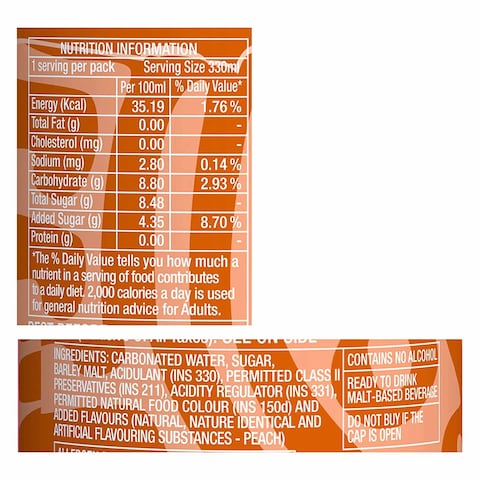 NUTRITION INFORMATION
1 serving per pack Serving Size 330ml
Per 100ml % Daily Value*
Energy (Kcal) 35.19 1.76 %
Total Fat (g) 0.00 -
Cholesterol (mg) 0.00 -
Sodium (mg) 2.80 0.14 %
Carbohydrate (g) 8.80 2.93 %
Total Sugar (g) 8.48 -
Added Sugar (g) 4.35 8.70 %
Protein (g) 0.00 -
*The % Daily Value tells you how much a
nutrient in a serving of food contributes
to a daily diet. 2,000 calories a day is used
for general nutrition advice for Adults.
INGREDIENTS: CARBONATED WATER, SUGAR,
BARLEY MALT, ACIDULANT (INS 330), PERMITTED CLASS II
PRESERVATIVES (INS 211), ACIDITY REGULATOR (INS 331),
PERMITTED NATURAL FOOD COLOUR (INS 150d) AND
ADDED FLAVOURS (NATURAL, NATURE IDENTICAL AND
ARTIFICIAL FLAVOURING SUBSTANCES - PEACH)
CONTAINS NO ALCOHOL
READY TO DRINK
MALT-BASED BEVERAGE
DO NOT BUY IF THE
CAP IS OPEN